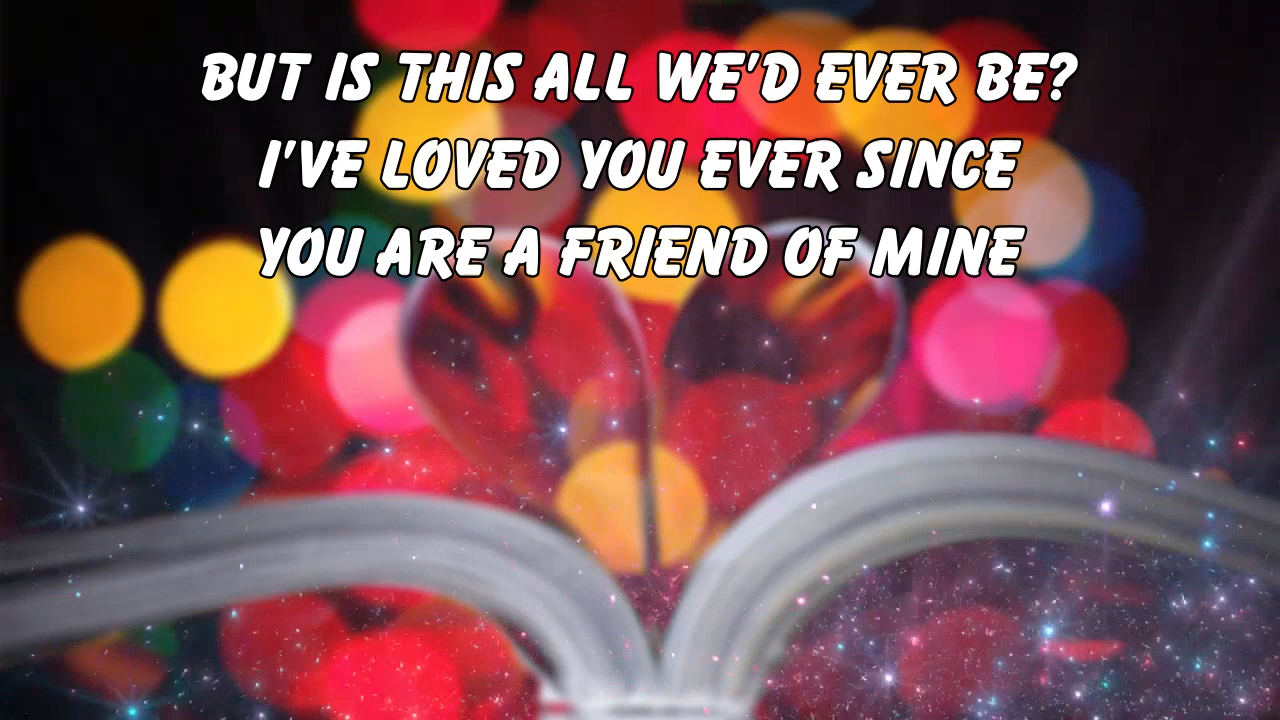 BUT IS THIS ALL WE'D EVER BE?
I'VE LOVED YOU EVER SINCE
YOU ARE A FRIEND OF MINE